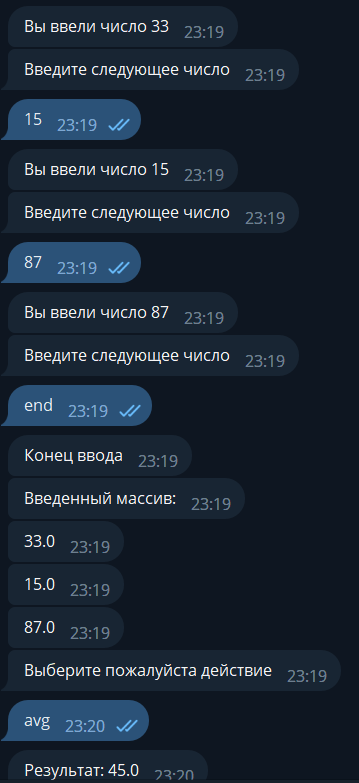 Вы ввели число 33 23:19
Введите следующее число 23:19
15 23:19
Вы ввели число 15 23:19
Введите следующее число 23:19
87 23:19
Вы ввели число 87 23:19
Введите следующее число 23:19
end 23:19
Конец ввода 23:19
Введенный массив: 23:19
33.0 23:19
15.0 23:19
87.0 23:19
Выберите пожалуйста действие 23:19
avg 23:20
Результат: 45.0 23:20